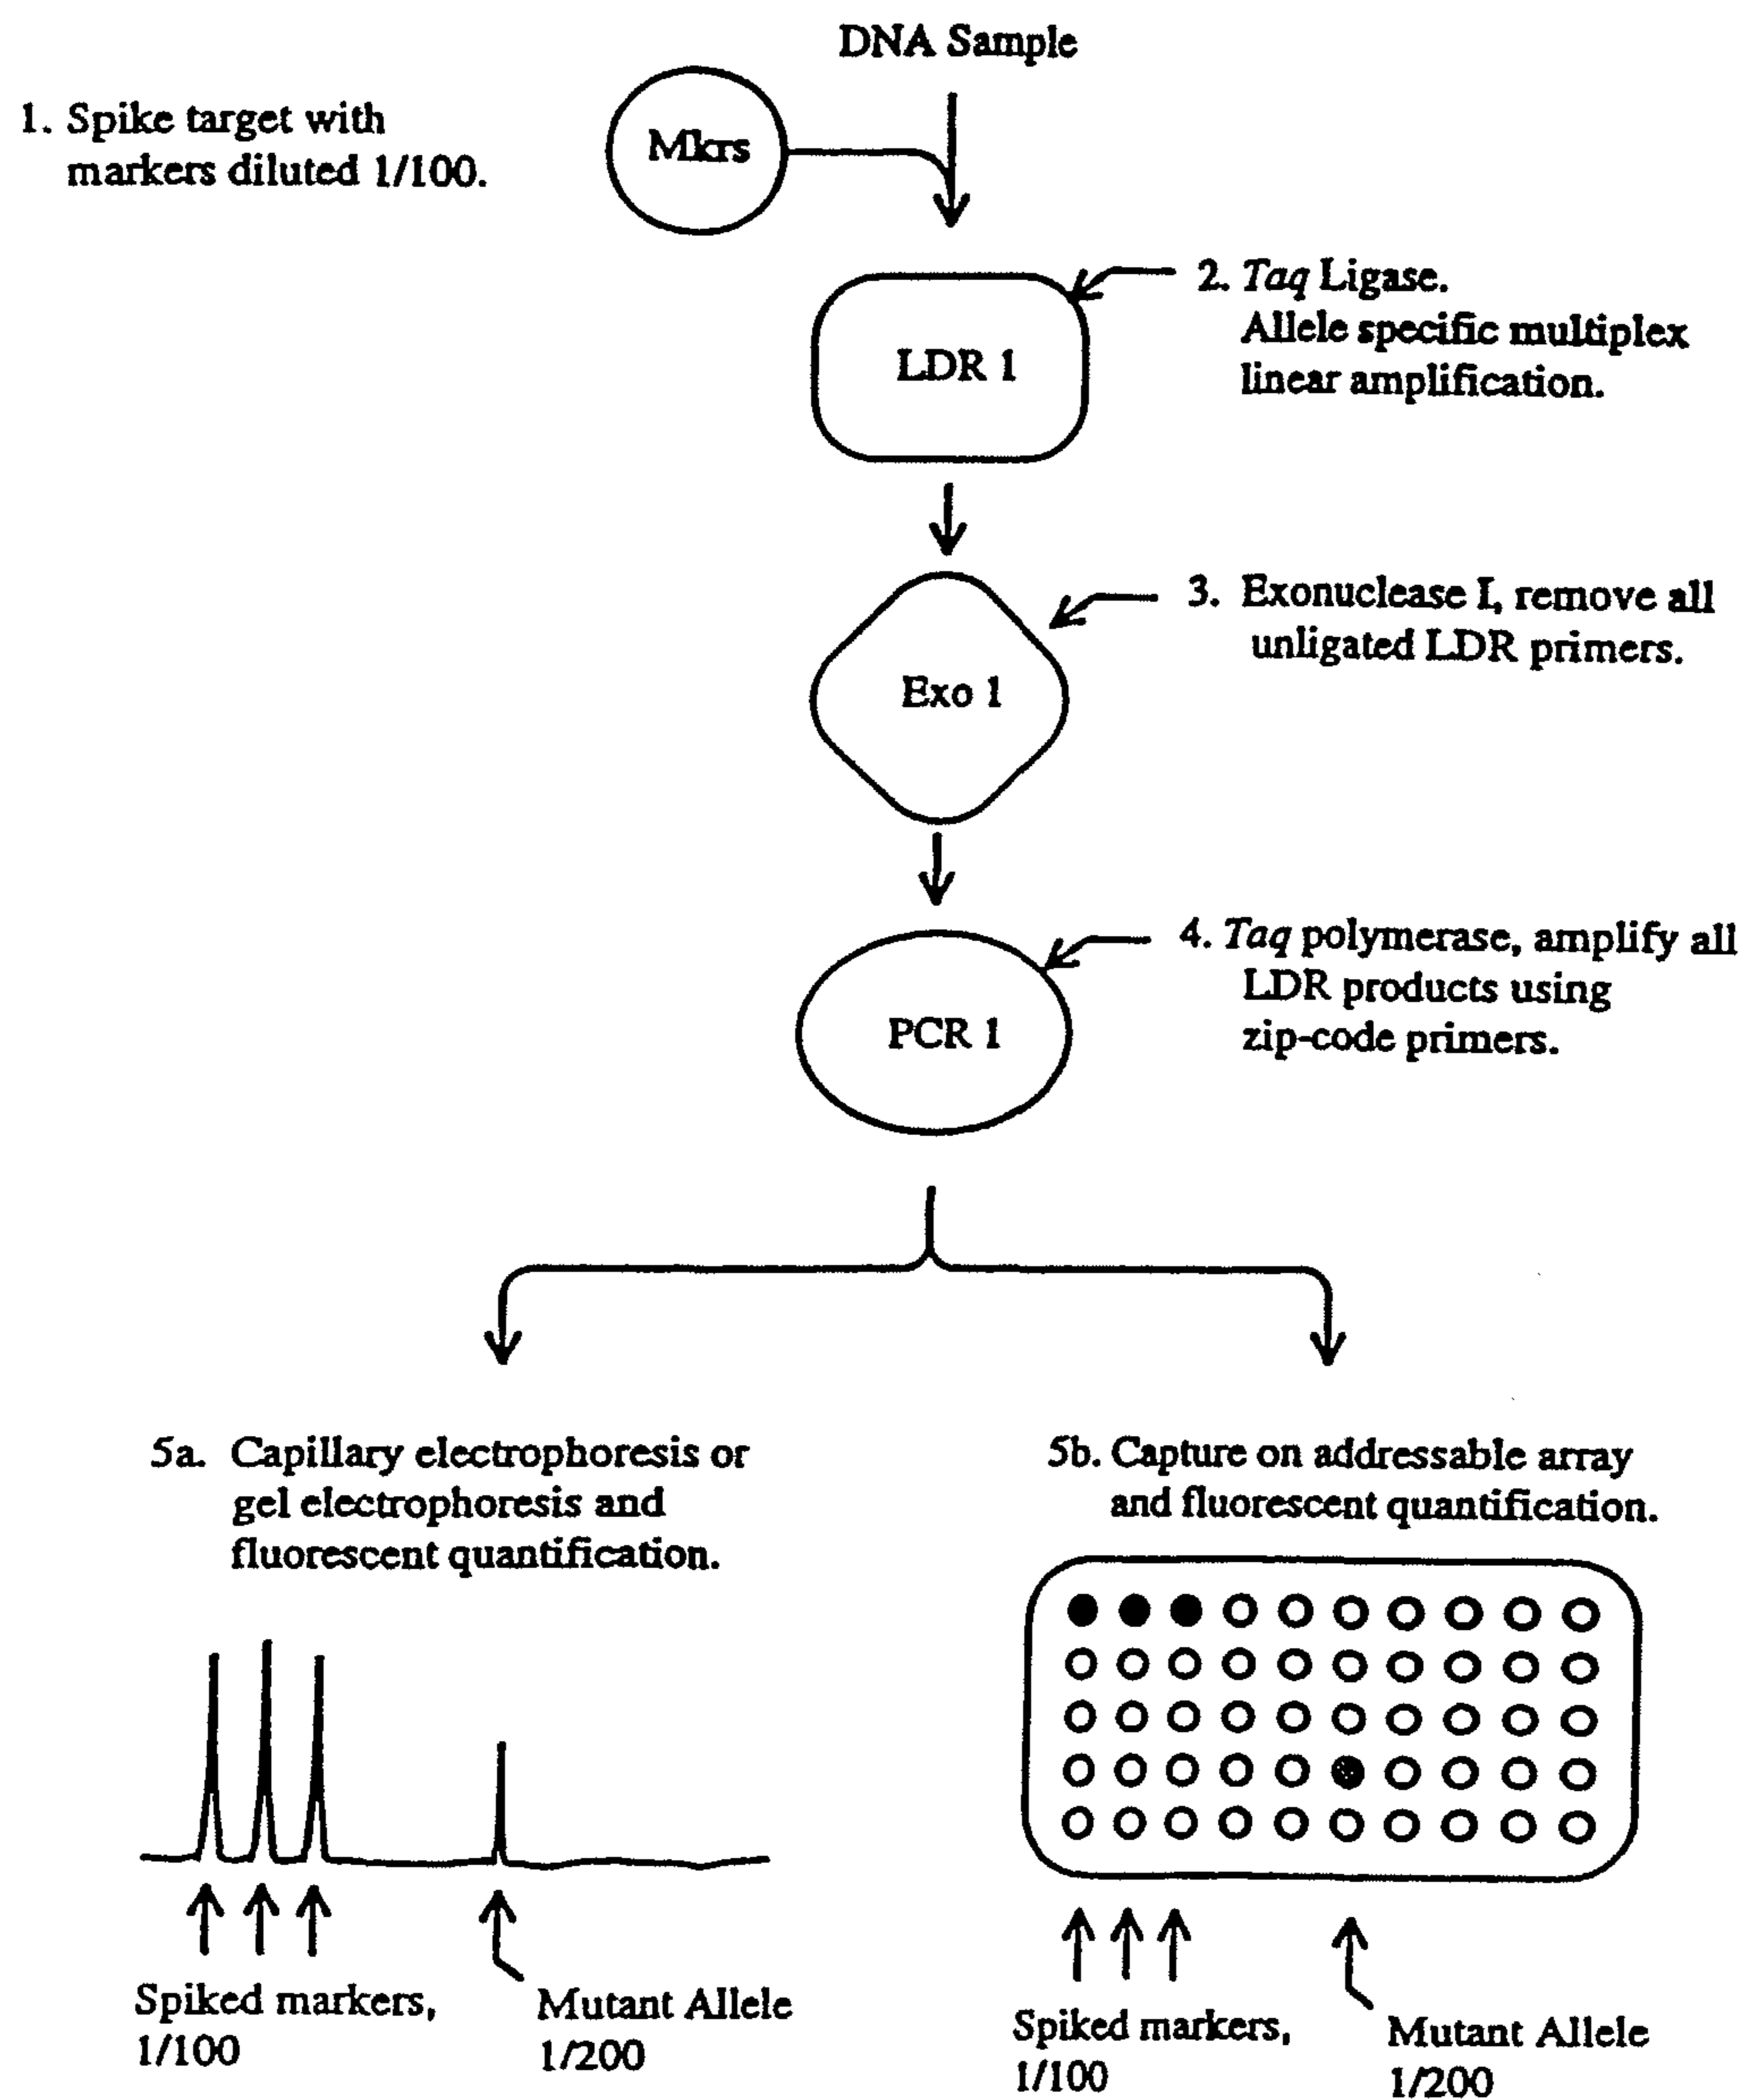 DNA Sample
1. Spike target with
markers diluted 1/100.
Mkrs
2. Taq Ligase.
Allele specific multiplex
linear amplification.
LDR 1
3. Exonuclease I, remove all
unligated LDR primers.
Exo 1
4. Taq polymerase, amplify all
LDR products using
zip-code primers.
PCR 1
5a. Capillary electrophoresis or
gel electrophoresis and
fluorescent quantification.
5b. Capture on addressable array
and fluorescent quantification.
Spiked markers,
1/100
Mutant Allele
1/200
Spiked markers,
1/100
Mutant Allele
1/200